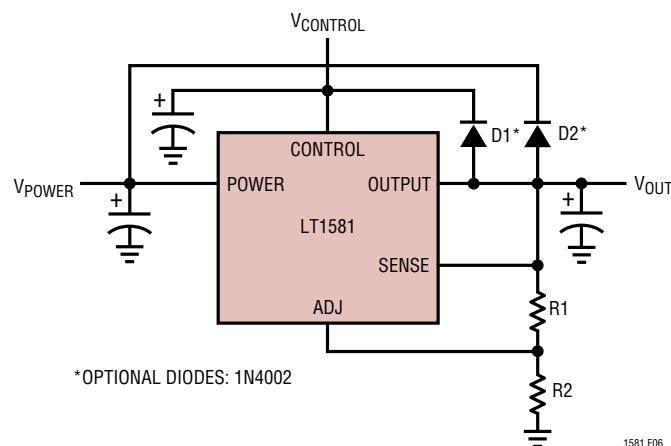 VCONTROL
+
CONTROL
D1*
D2*
VPOWER
+
POWER
OUTPUT
+
VOUT
LT1581
SENSE
ADJ
R1
*OPTIONAL DIODES: 1N4002
R2
1581 F06